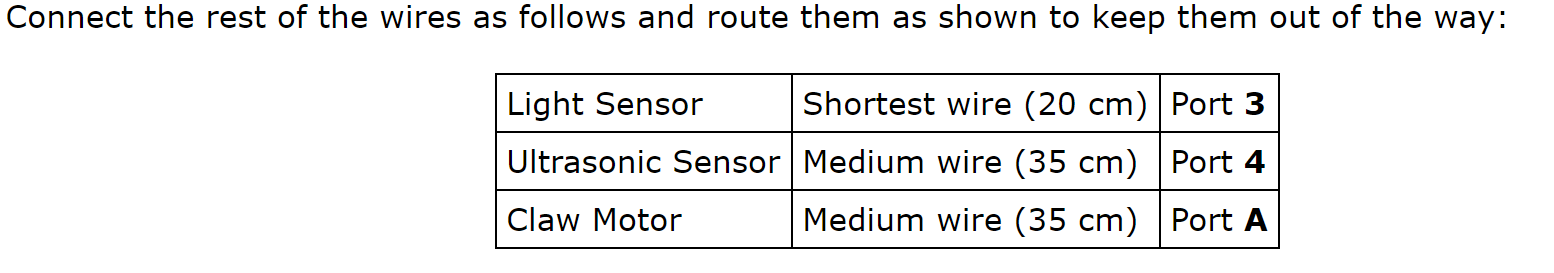 Connect the rest of the wires as follows and route them as shown to keep them out of the way:
Light Sensor Shortest wire (20 cm) Port 3
Ultrasonic Sensor Medium wire (35 cm) Port 4
Claw Motor Medium wire (35 cm) Port A